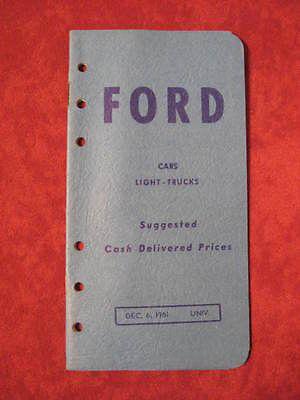 FORD
CARS
LIGHT-TRUCKS
Suggested
Cash Delivered Prices
DEC. 6, 1961 UNIV.